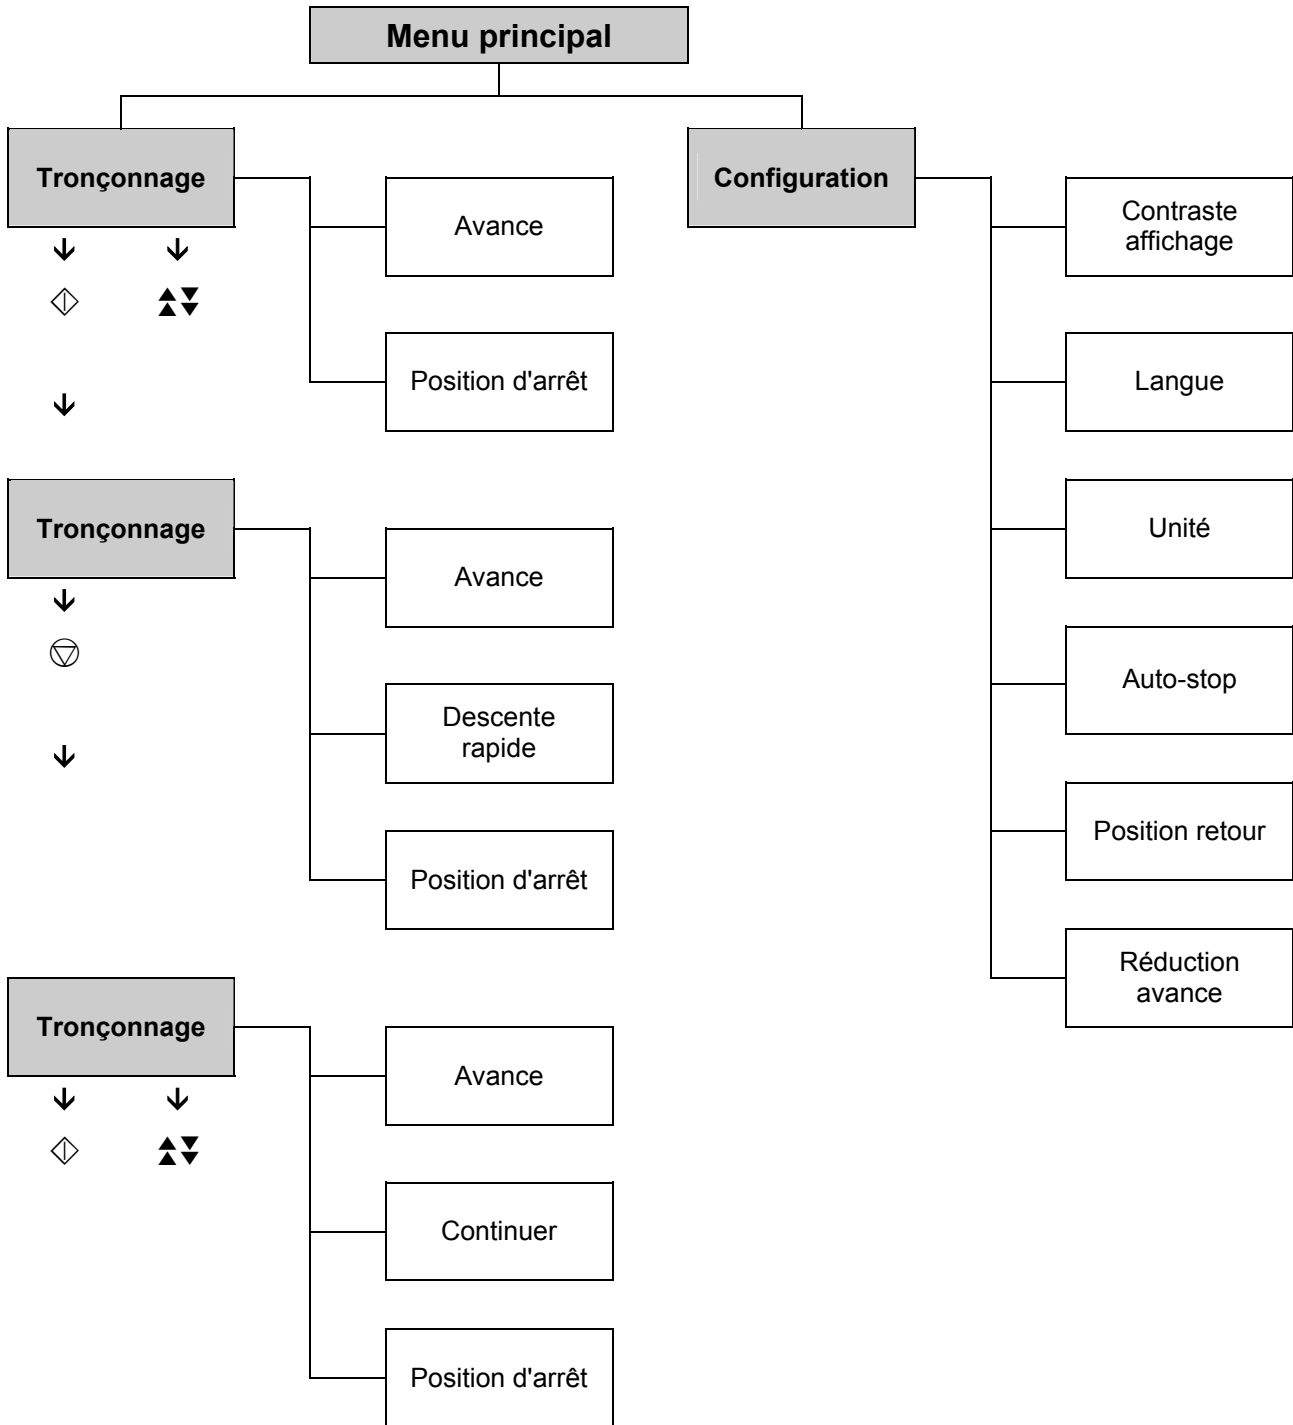 Menu principal
Tronçonnage
Avance
Position d'arrêt
Tronçonnage
Avance
Descente
rapide
Position d'arrêt
Tronçonnage
Avance
Continuer
Position d'arrêt
Configuration
Contraste
affichage
Langue
Unité
Auto-stop
Position retour
Réduction
avance